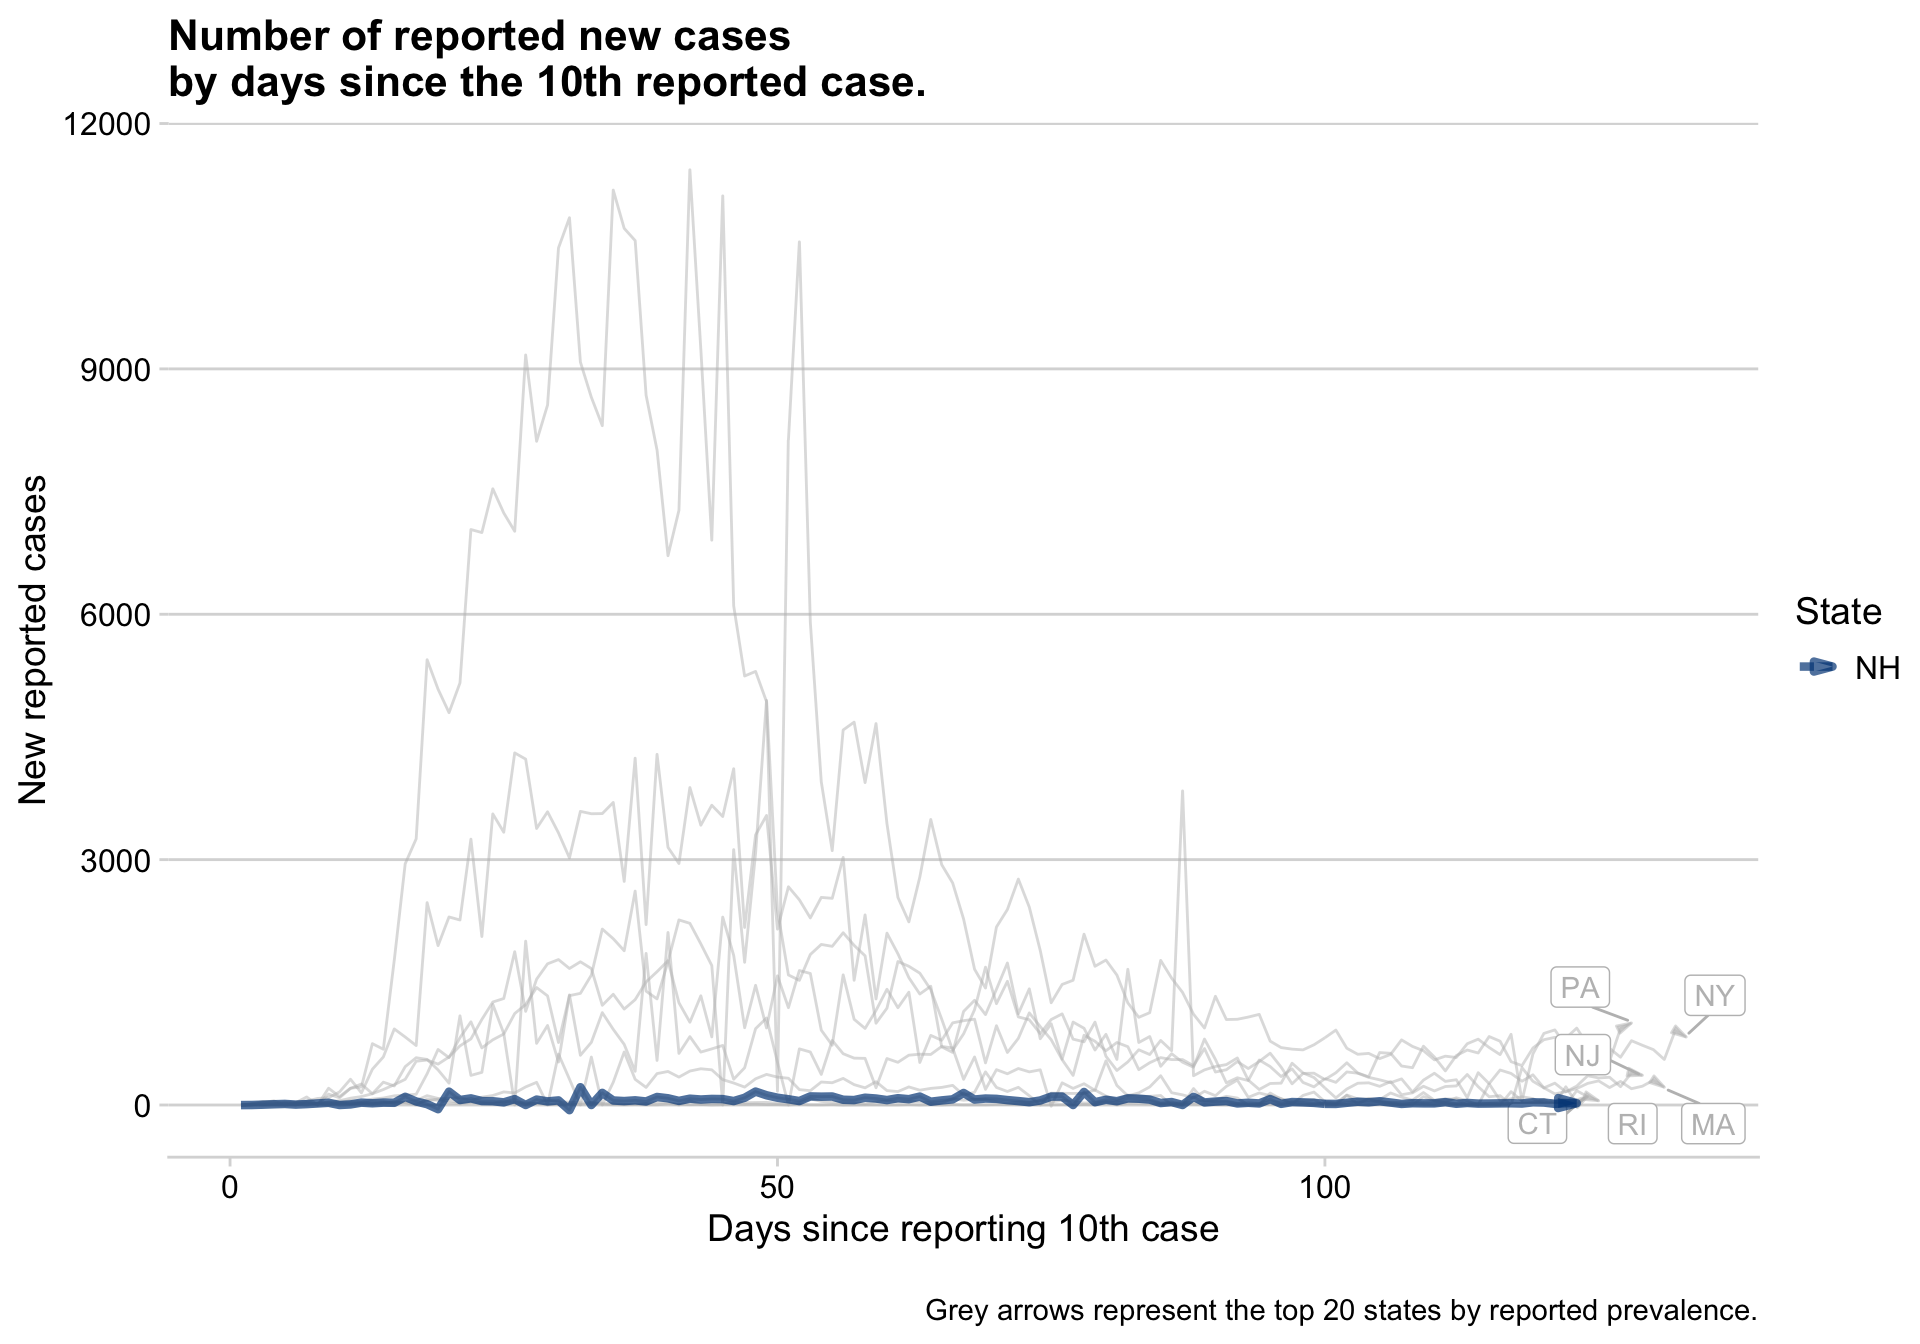 Number of reported new cases
by days since the 10th reported case.
12000
9000
6000
3000
0
New reported cases
0
50
100
Days since reporting 10th case
PA
NY
NJ
CT
RI
MA
State
NH
Grey arrows represent the top 20 states by reported prevalence.